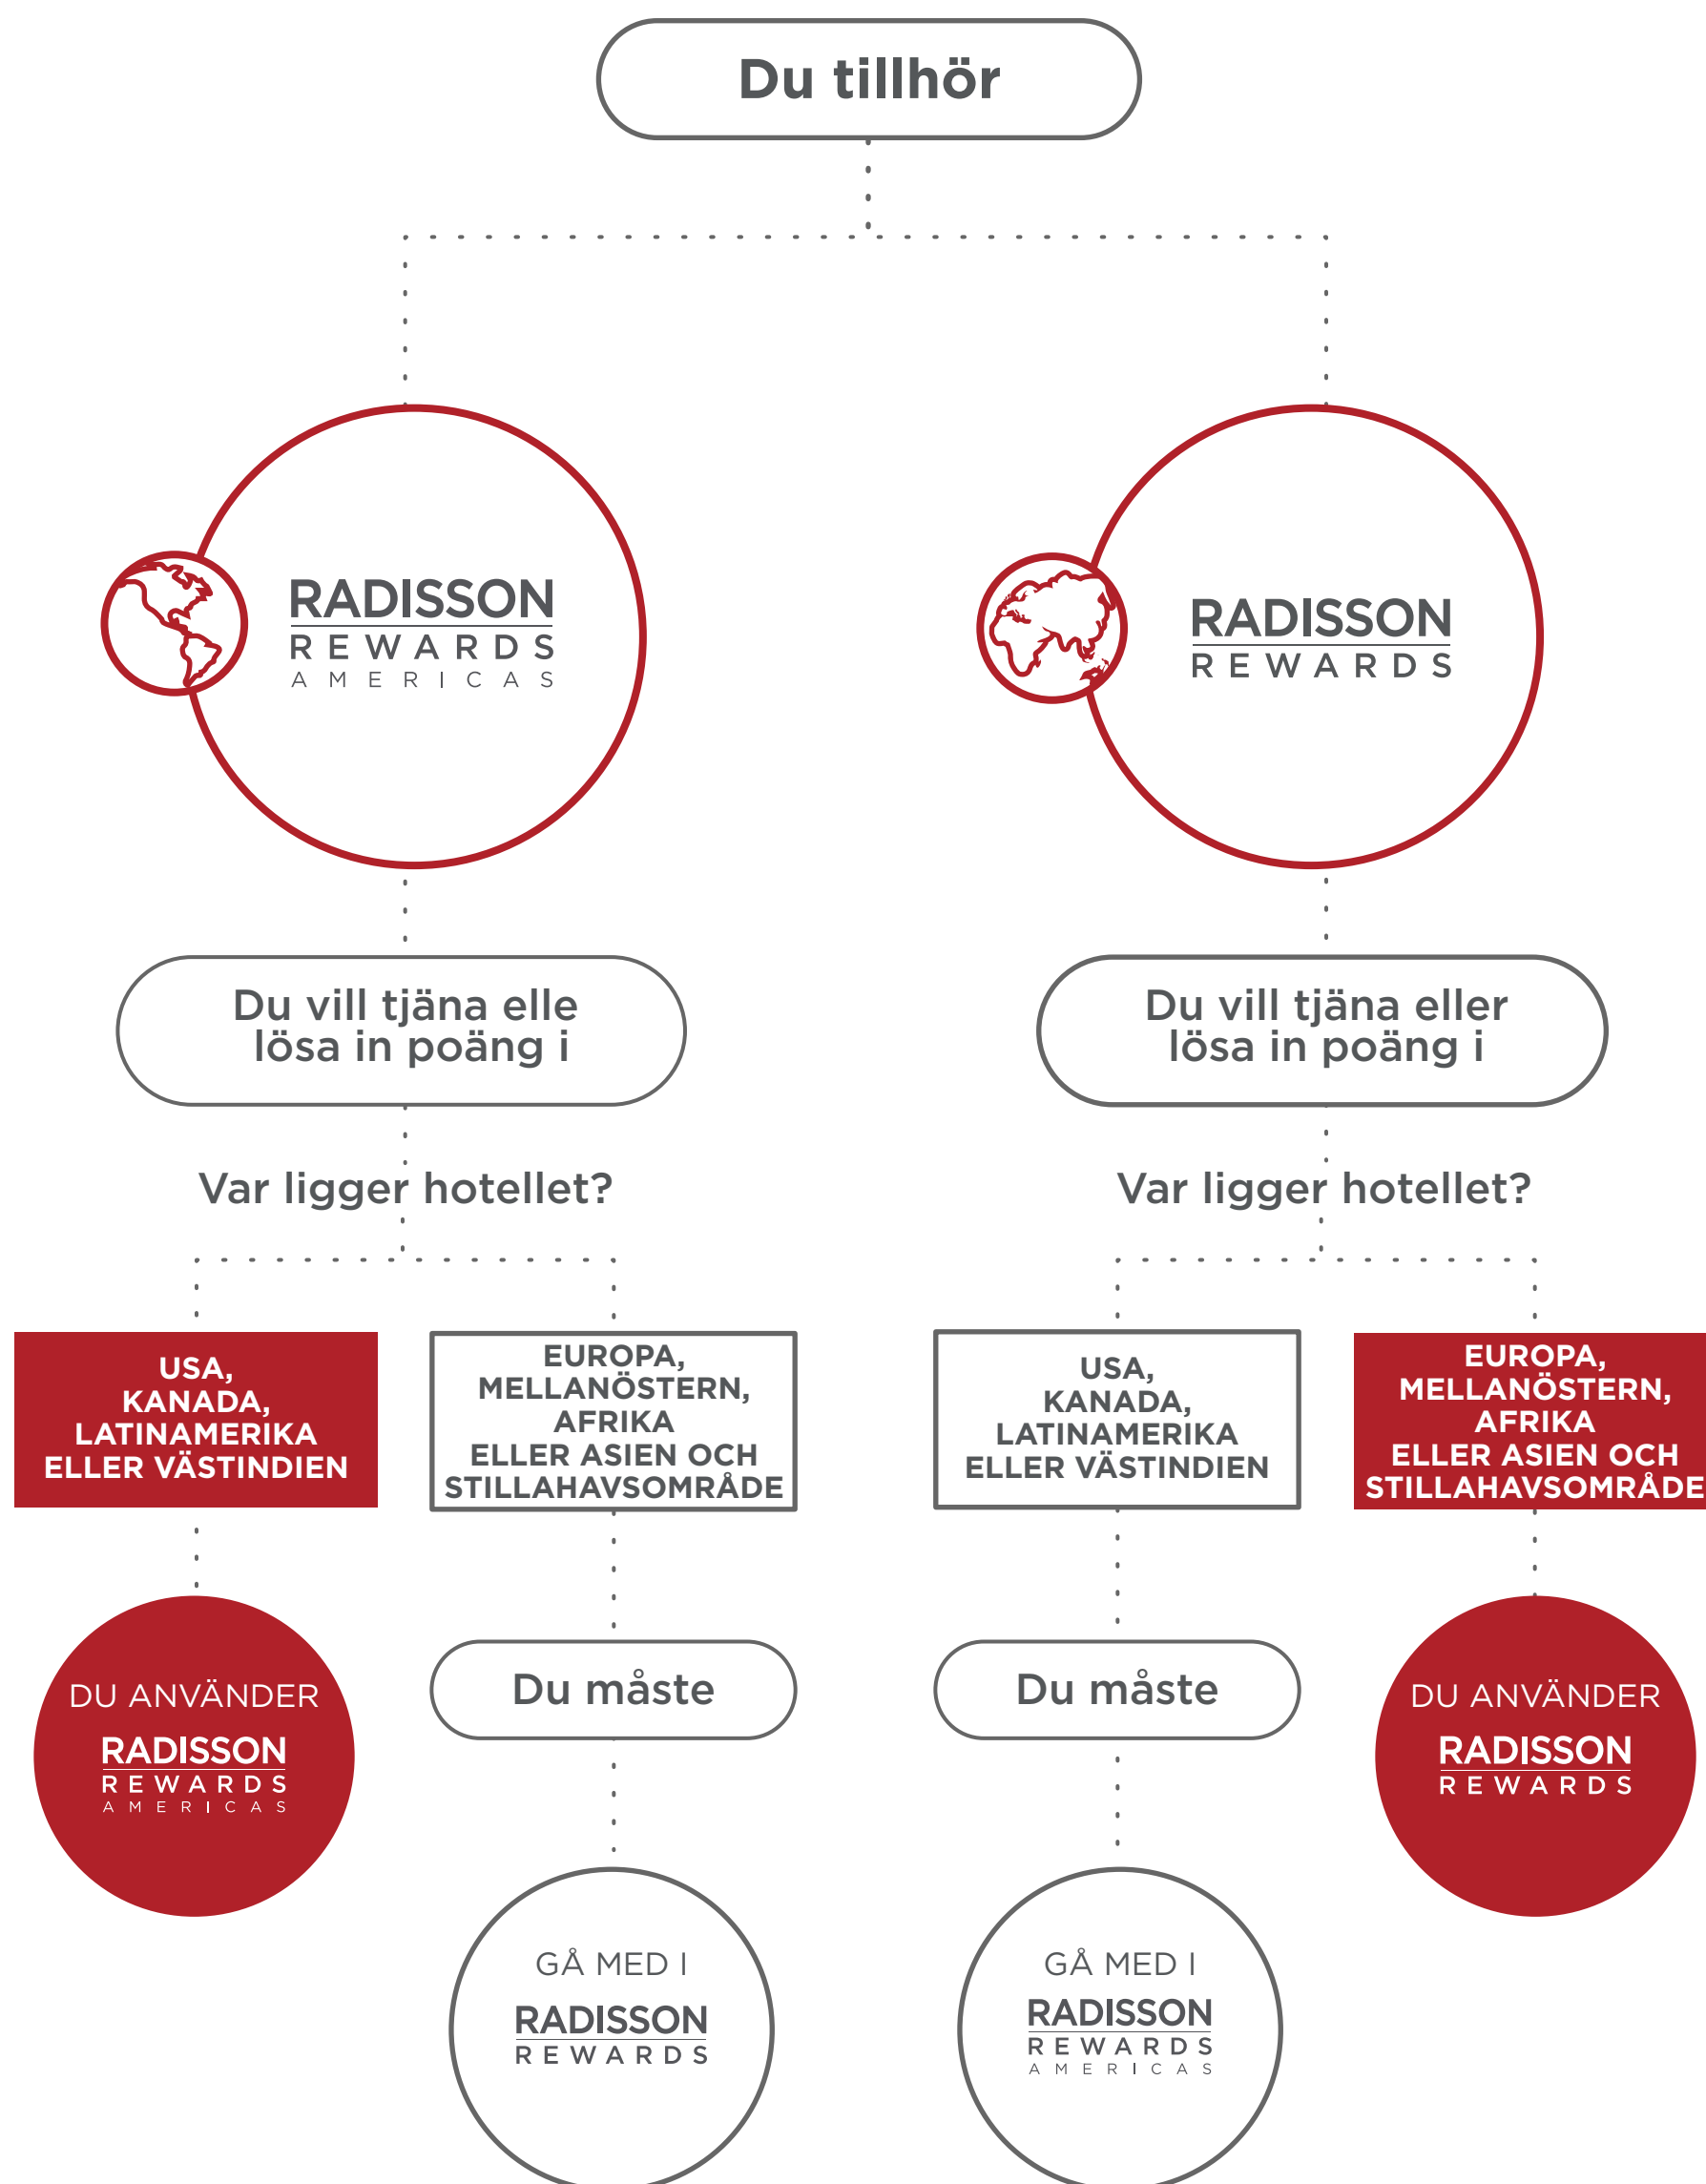 Du tillhör
RADISSON
REWARDS
AMERICAS
RADISSON
REWARDS
Du vill tjäna elle
lösa in poäng i
Du vill tjäna eller
lösa in poäng i
Var ligger hotellet?
Var ligger hotellet?
USA,
KANADA,
LATINAMERIKA
ELLER VÄSTINDIEN
EUROPA,
MELLANÖSTERN,
AFRIKA
ELLER ASIEN OCH
STILLAHAVSOMRÅDE
USA,
KANADA,
LATINAMERIKA
ELLER VÄSTINDIEN
EUROPA,
MELLANÖSTERN,
AFRIKA
ELLER ASIEN OCH
STILLAHAVSOMRÅDE
DU ANVÄNDER
RADISSON
REWARDS
AMERICAS
Du måste
Du måste
DU ANVÄNDER
RADISSON
REWARDS
GÅ MED I
RADISSON
REWARDS
GÅ MED I
RADISSON
REWARDS
AMERICAS